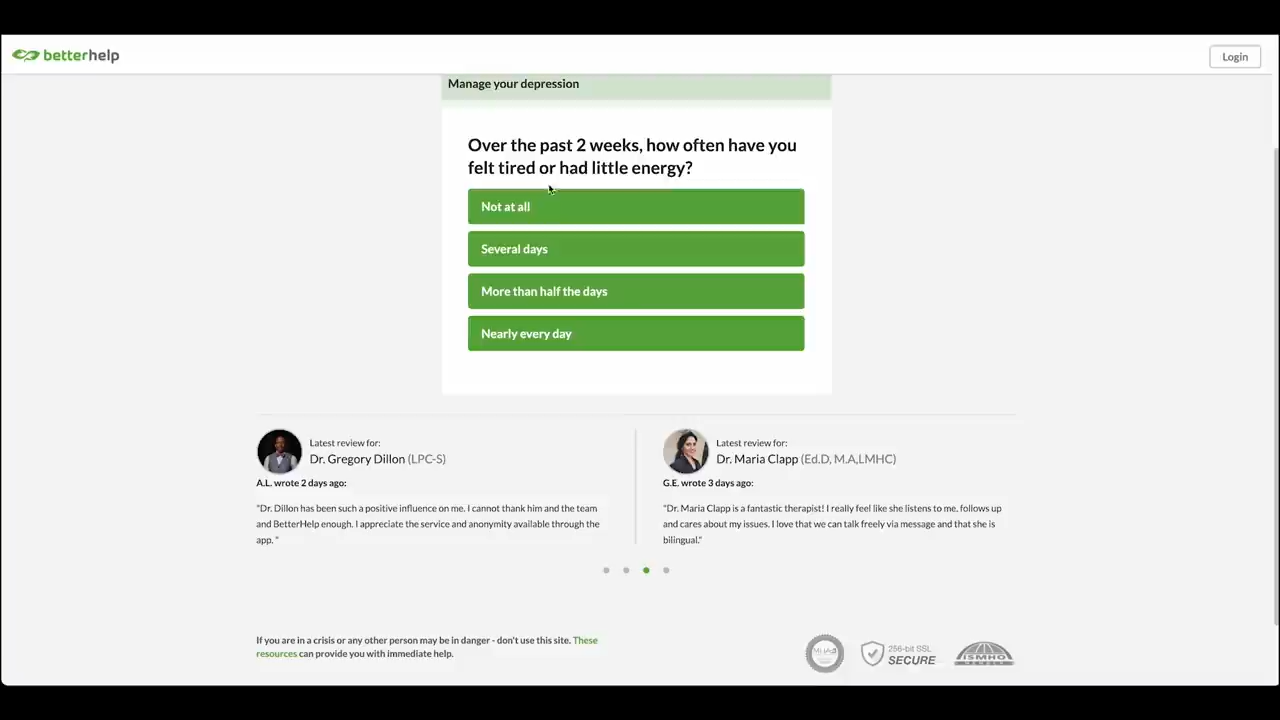 betterhelp
Login
Manage your depression
Over the past 2 weeks, how often have you
felt tired or had little energy?
Not at all
Several days
More than half the days
Nearly every day
Latest review for:
Dr. Gregory Dillon (LPC-S)
A.L. wrote 2 days ago:
"Dr. Dillon has been such a positive influence on me. I cannot thank him and the team
and BetterHelp enough. I appreciate the service and anonymity available through the
app. "
Latest review for:
Dr. Maria Clapp (Ed.D, M.A,LMHC)
G.E. wrote 3 days ago:
"Dr. Maria Clapp is a fantastic therapist! I really feel like she listens to me, follows up
and cares about my issues. I love that we can talk freely via message and that she is
bilingual."
If you are in a crisis or any other person may be in danger - don't use this site. These
resources can provide you with immediate help.
256-bit SSL
SECURE
ISMHO